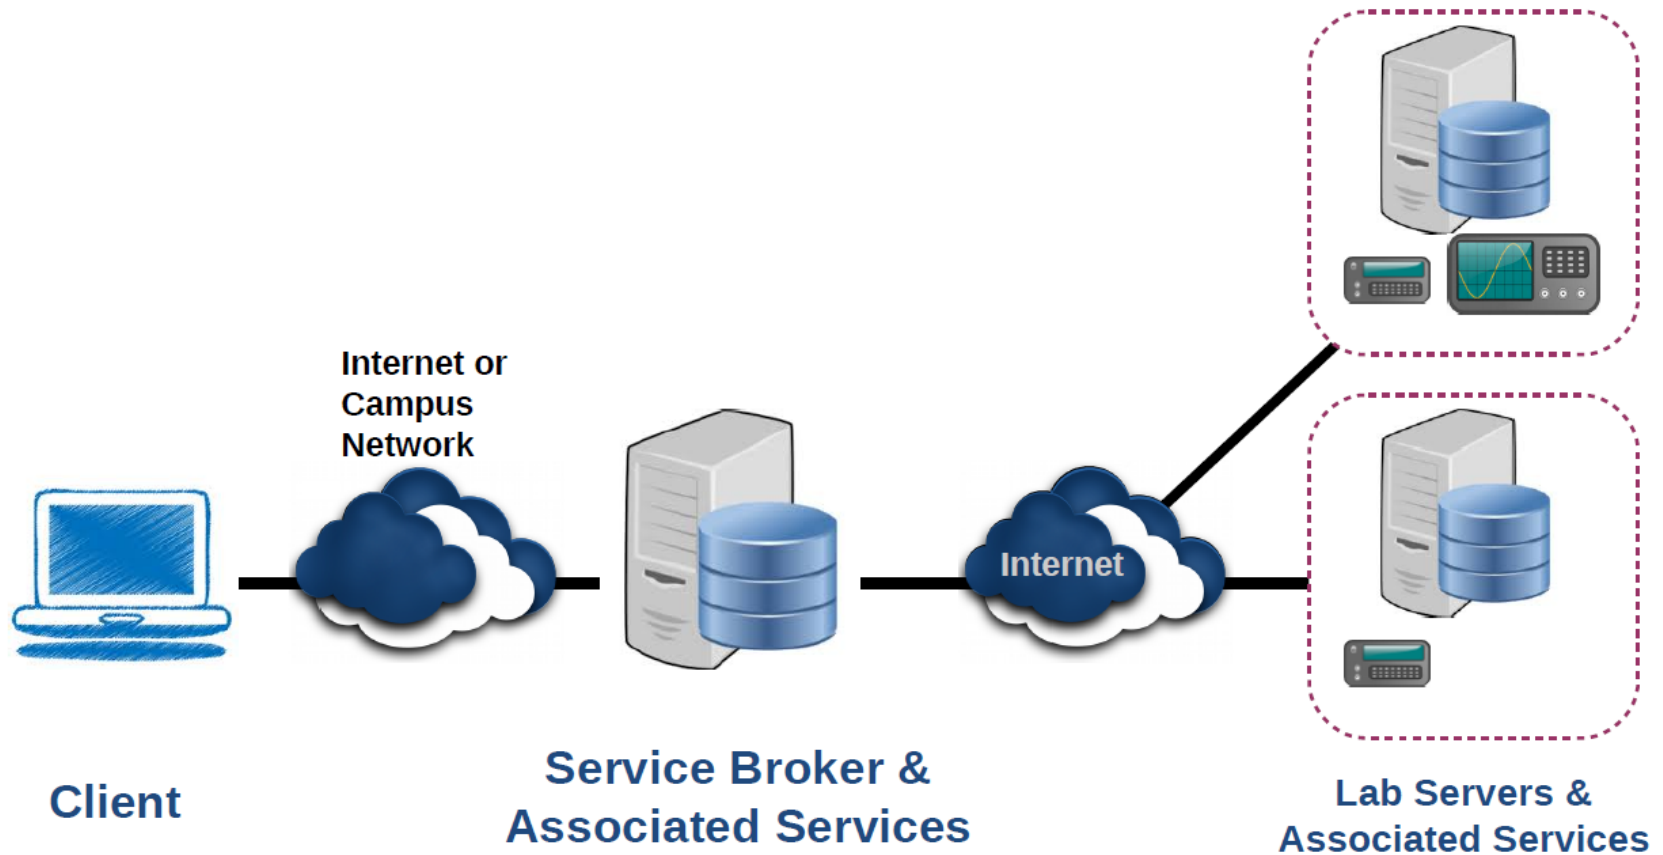 Internet or
Campus
Network
Internet
Client
Service Broker &
Associated Services
Lab Servers &
Associated Services